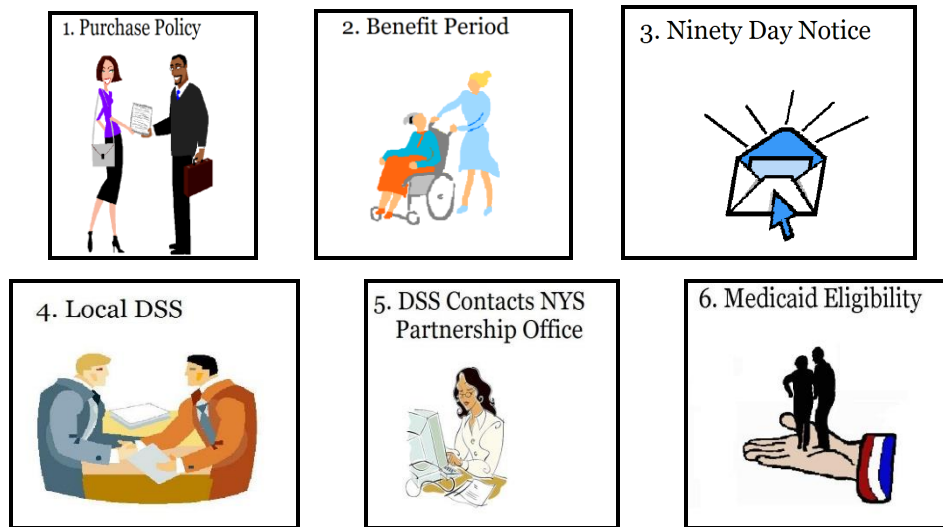 1. Purchase Policy
2. Benefit Period
3. Ninety Day Notice
4. Local DSS
5. DSS Contacts NYS
Partnership Office
6. Medicaid Eligibility